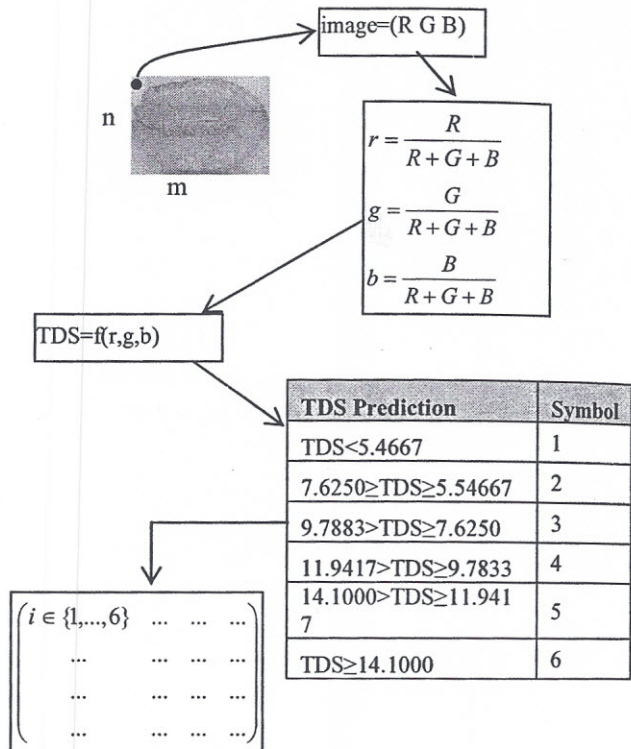 image=(R G B)
n
m
r = R / (R + G + B)
g = G / (R + G + B)
b = B / (R + G + B)
TDS=f(r,g,b)
TDS Prediction Symbol
TDS<5.4667 1
7.6250≥TDS≥5.54667 2
9.7883>TDS≥7.6250 3
11.9417>TDS≥9.7833 4
14.1000>TDS≥11.941
7 5
TDS≥14.1000 6
i ∈ {1,...,6} ... ... ...
... ... ... ...
... ... ... ...
... ... ... ...